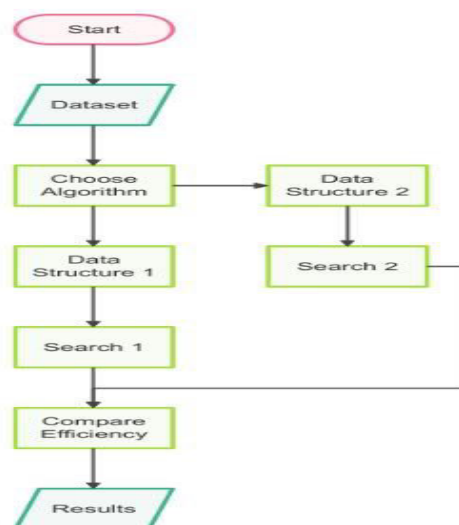 Start
Dataset
Choose
Algorithm
Data
Structure 2
Data
Structure 1
Search 2
Search 1
Compare
Efficiency
Results